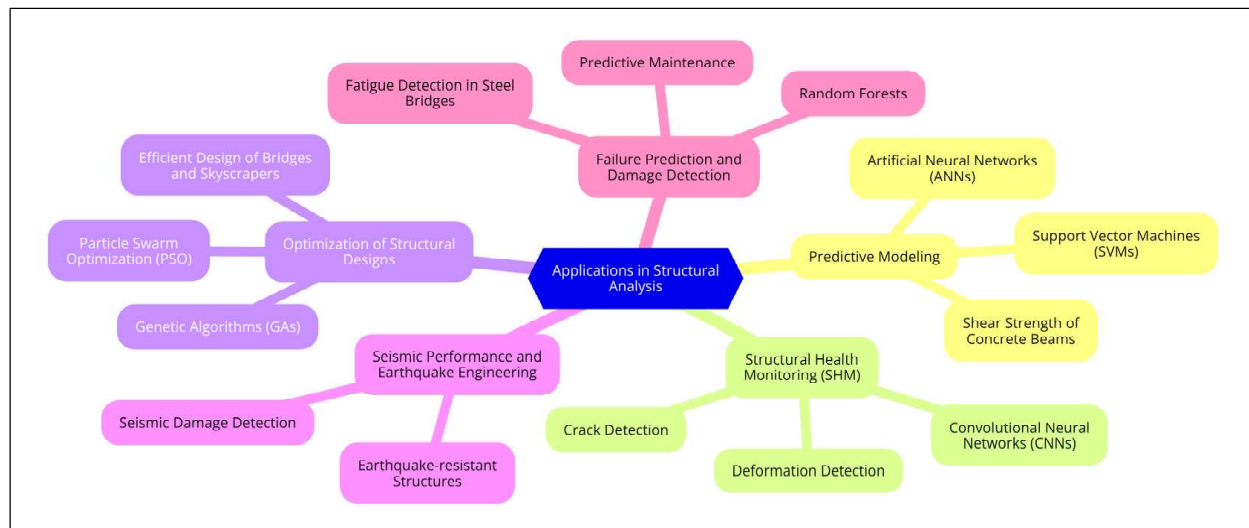 Predictive Maintenance
Fatigue Detection in Steel
Bridges
Random Forests
Failure Prediction and
Damage Detection
Efficient Design of Bridges
and Skyscrapers
Particle Swarm
Optimization (PSO)
Optimization of Structural
Designs
Genetic Algorithms (GAs)
Applications in Structural
Analysis
Artificial Neural Networks
(ANNs)
Predictive Modeling
Support Vector Machines
(SVMs)
Shear Strength of
Concrete Beams
Seismic Performance and
Earthquake Engineering
Seismic Damage Detection
Earthquake-resistant
Structures
Structural Health
Monitoring (SHM)
Crack Detection
Deformation Detection
Convolutional Neural
Networks (CNNs)